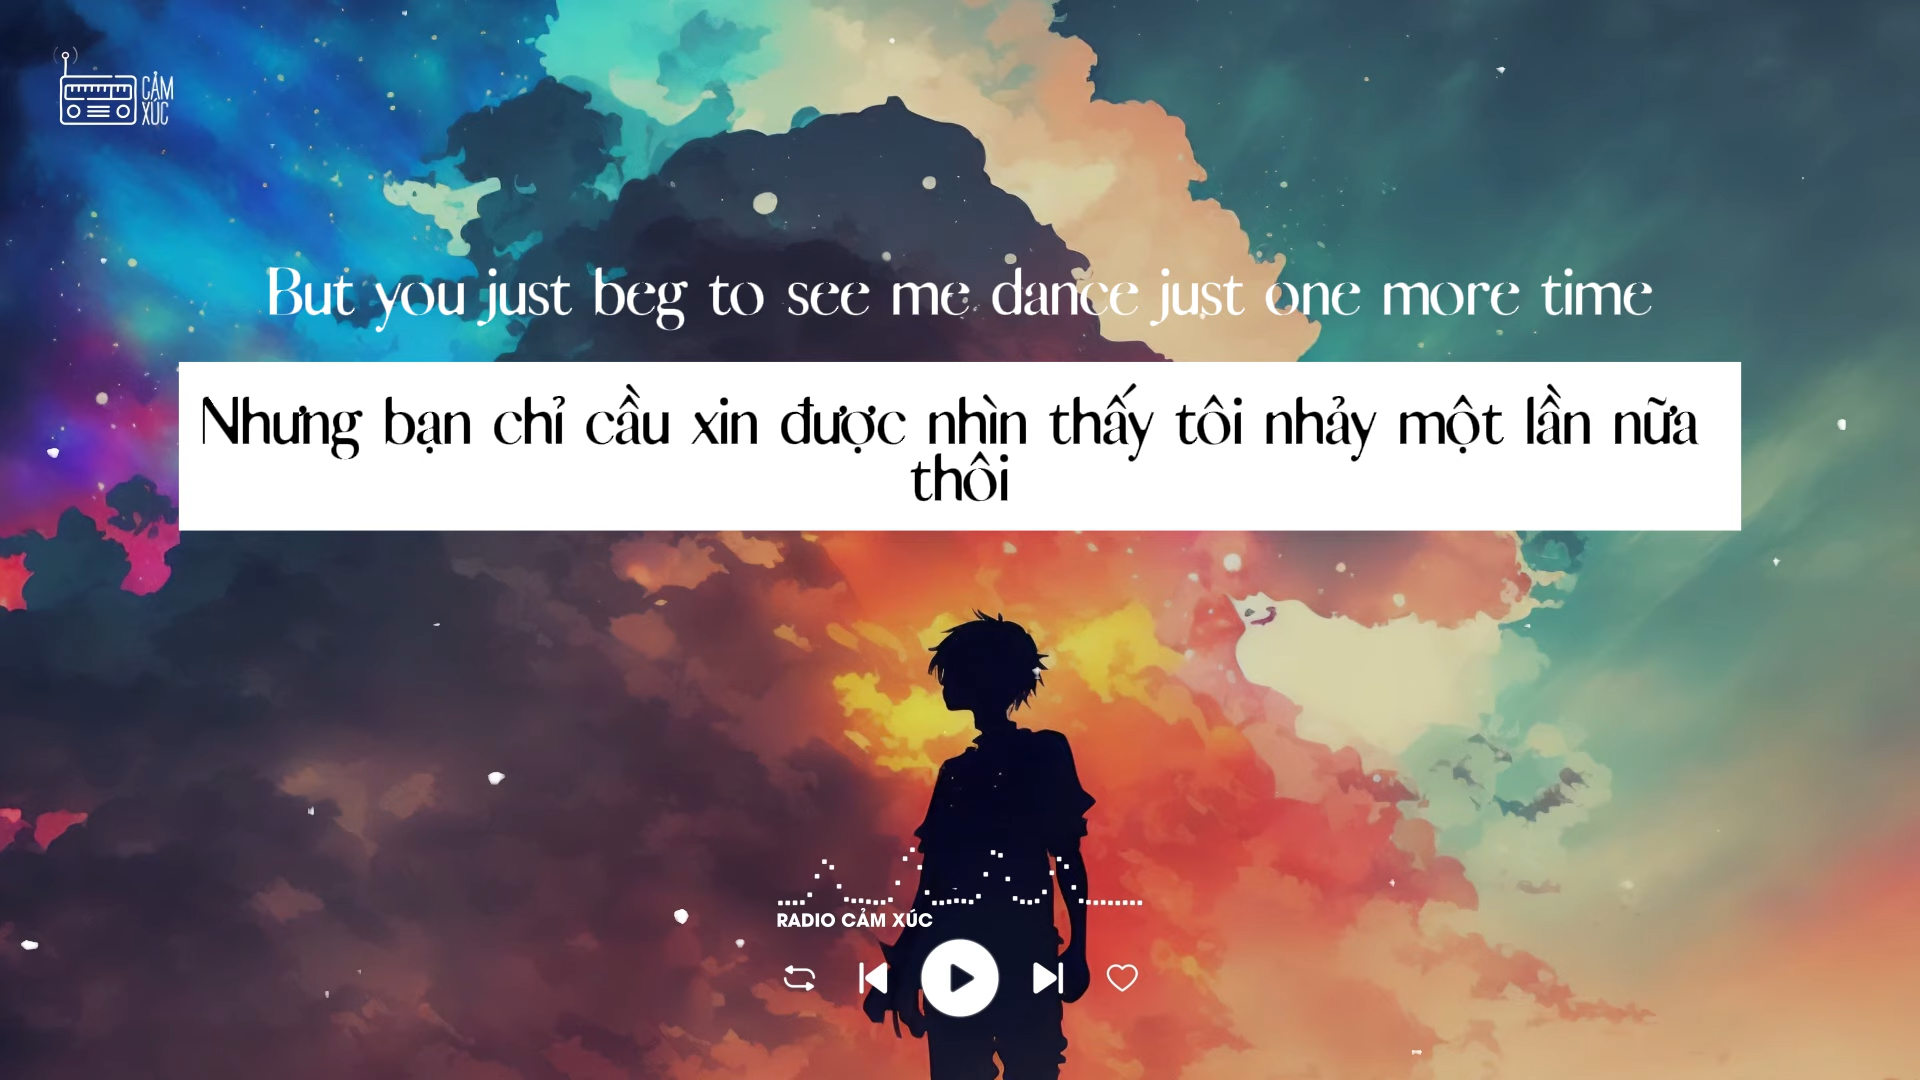 CẢM
XÚC
But you just beg to see me dance just one more time
Nhưng bạn chỉ cầu xin được nhìn thấy tôi nhảy một lần nữa
thôi
RADIO CẢM XÚC